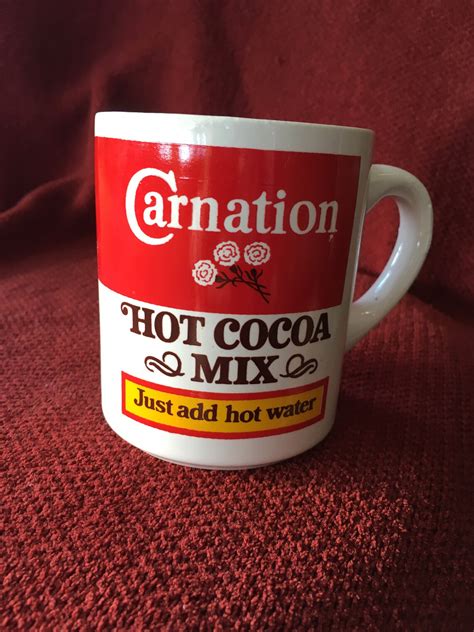 Carnation
HOT COCOA
MIX
Just add hot water